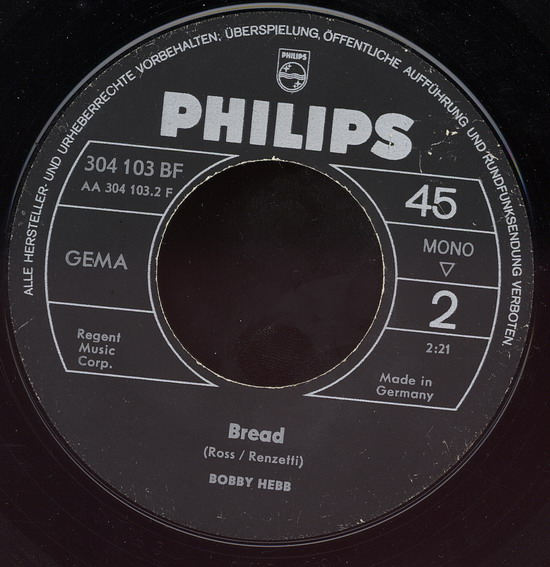 ALLE HERSTELLER- UND URHEBERRECHTE VORBEHALTEN; ÜBERSPIELUNG, ÖFFENTLICHE AUFFÜHRUNG UND RUNDFUNKSENDUNG VERBOTEN.
PHILIPS
PHILIPS
304 103 BF
AA 304 103.2 F
GEMA
Regent
Music
Corp.
45
MONO
▽
2
2:21
Made in
Germany
Bread
(Ross / Renzetti)
BOBBY HEBB